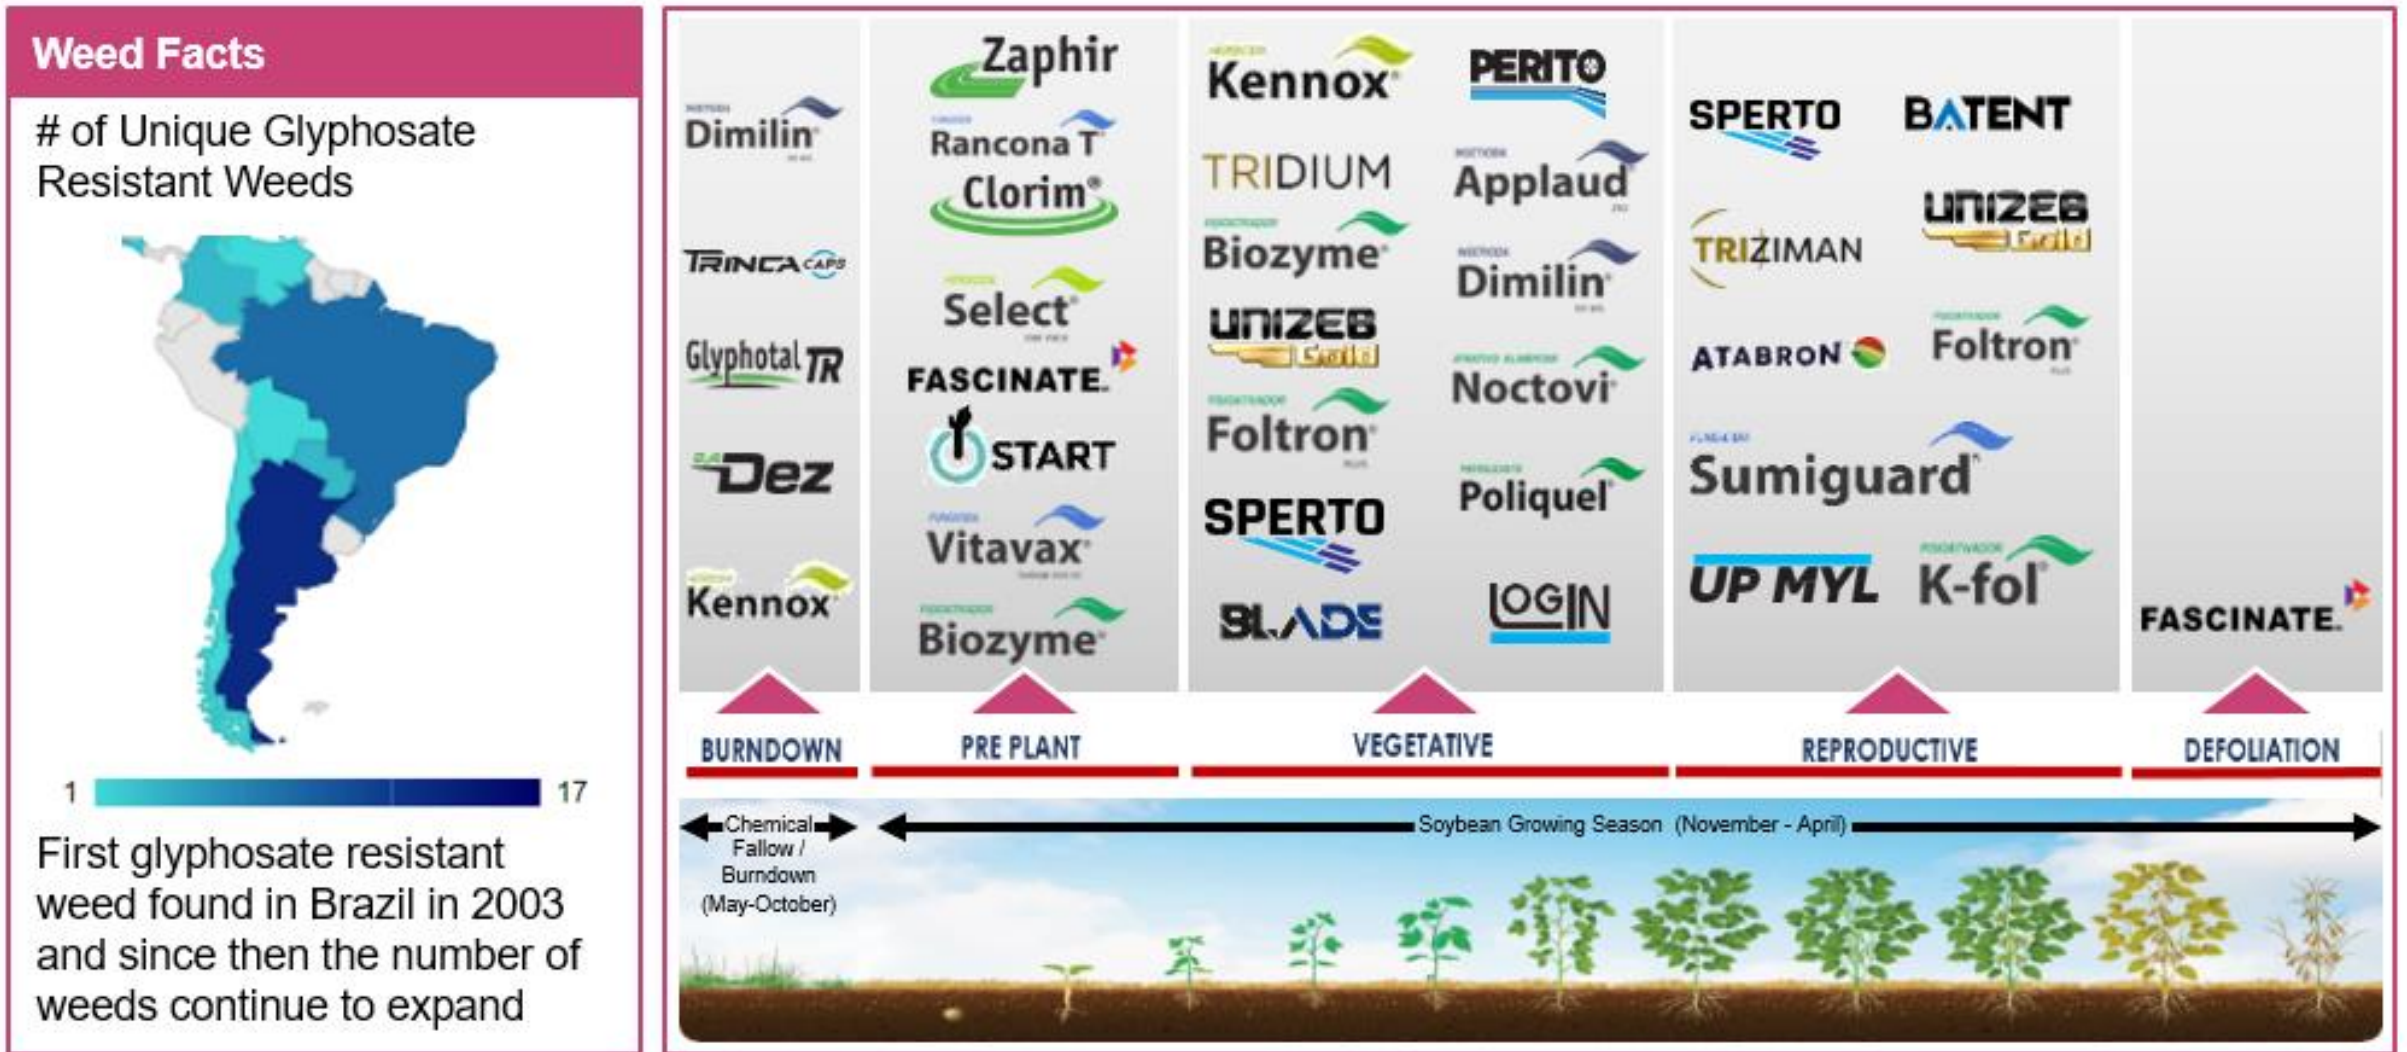 Weed Facts
# of Unique Glyphosate
Resistant Weeds
1
17
First glyphosate resistant
weed found in Brazil in 2003
and since then the number of
weeds continue to expand
Dimilin
TRINCA CAPS
Glyphotal TR
Dez
Kennox
BURNDOWN
Zaphir
Rancona T
Clorim®
Select®
FASCINATE
START
Vitavax®
Biozyme®
PRE PLANT
Kennox®
TRIDIUM
Biozyme®
UNIZEB
Gold
Foltron®
SPERTO
BLADE
PERITO
Applaud
Dimilin®
Noctovi®
Poliquel®
LOGIN
VEGETATIVE
SPERTO
TRIZIMAN
ATABRON
Sumiguard®
UP MYL
BATENT
UNIZEB
Gold
Foltron®
K-fol®
REPRODUCTIVE
FASCINATE
DEFOLIATION
Chemical
Fallow /
Burndown
(May-October)
Soybean Growing Season (November - April)